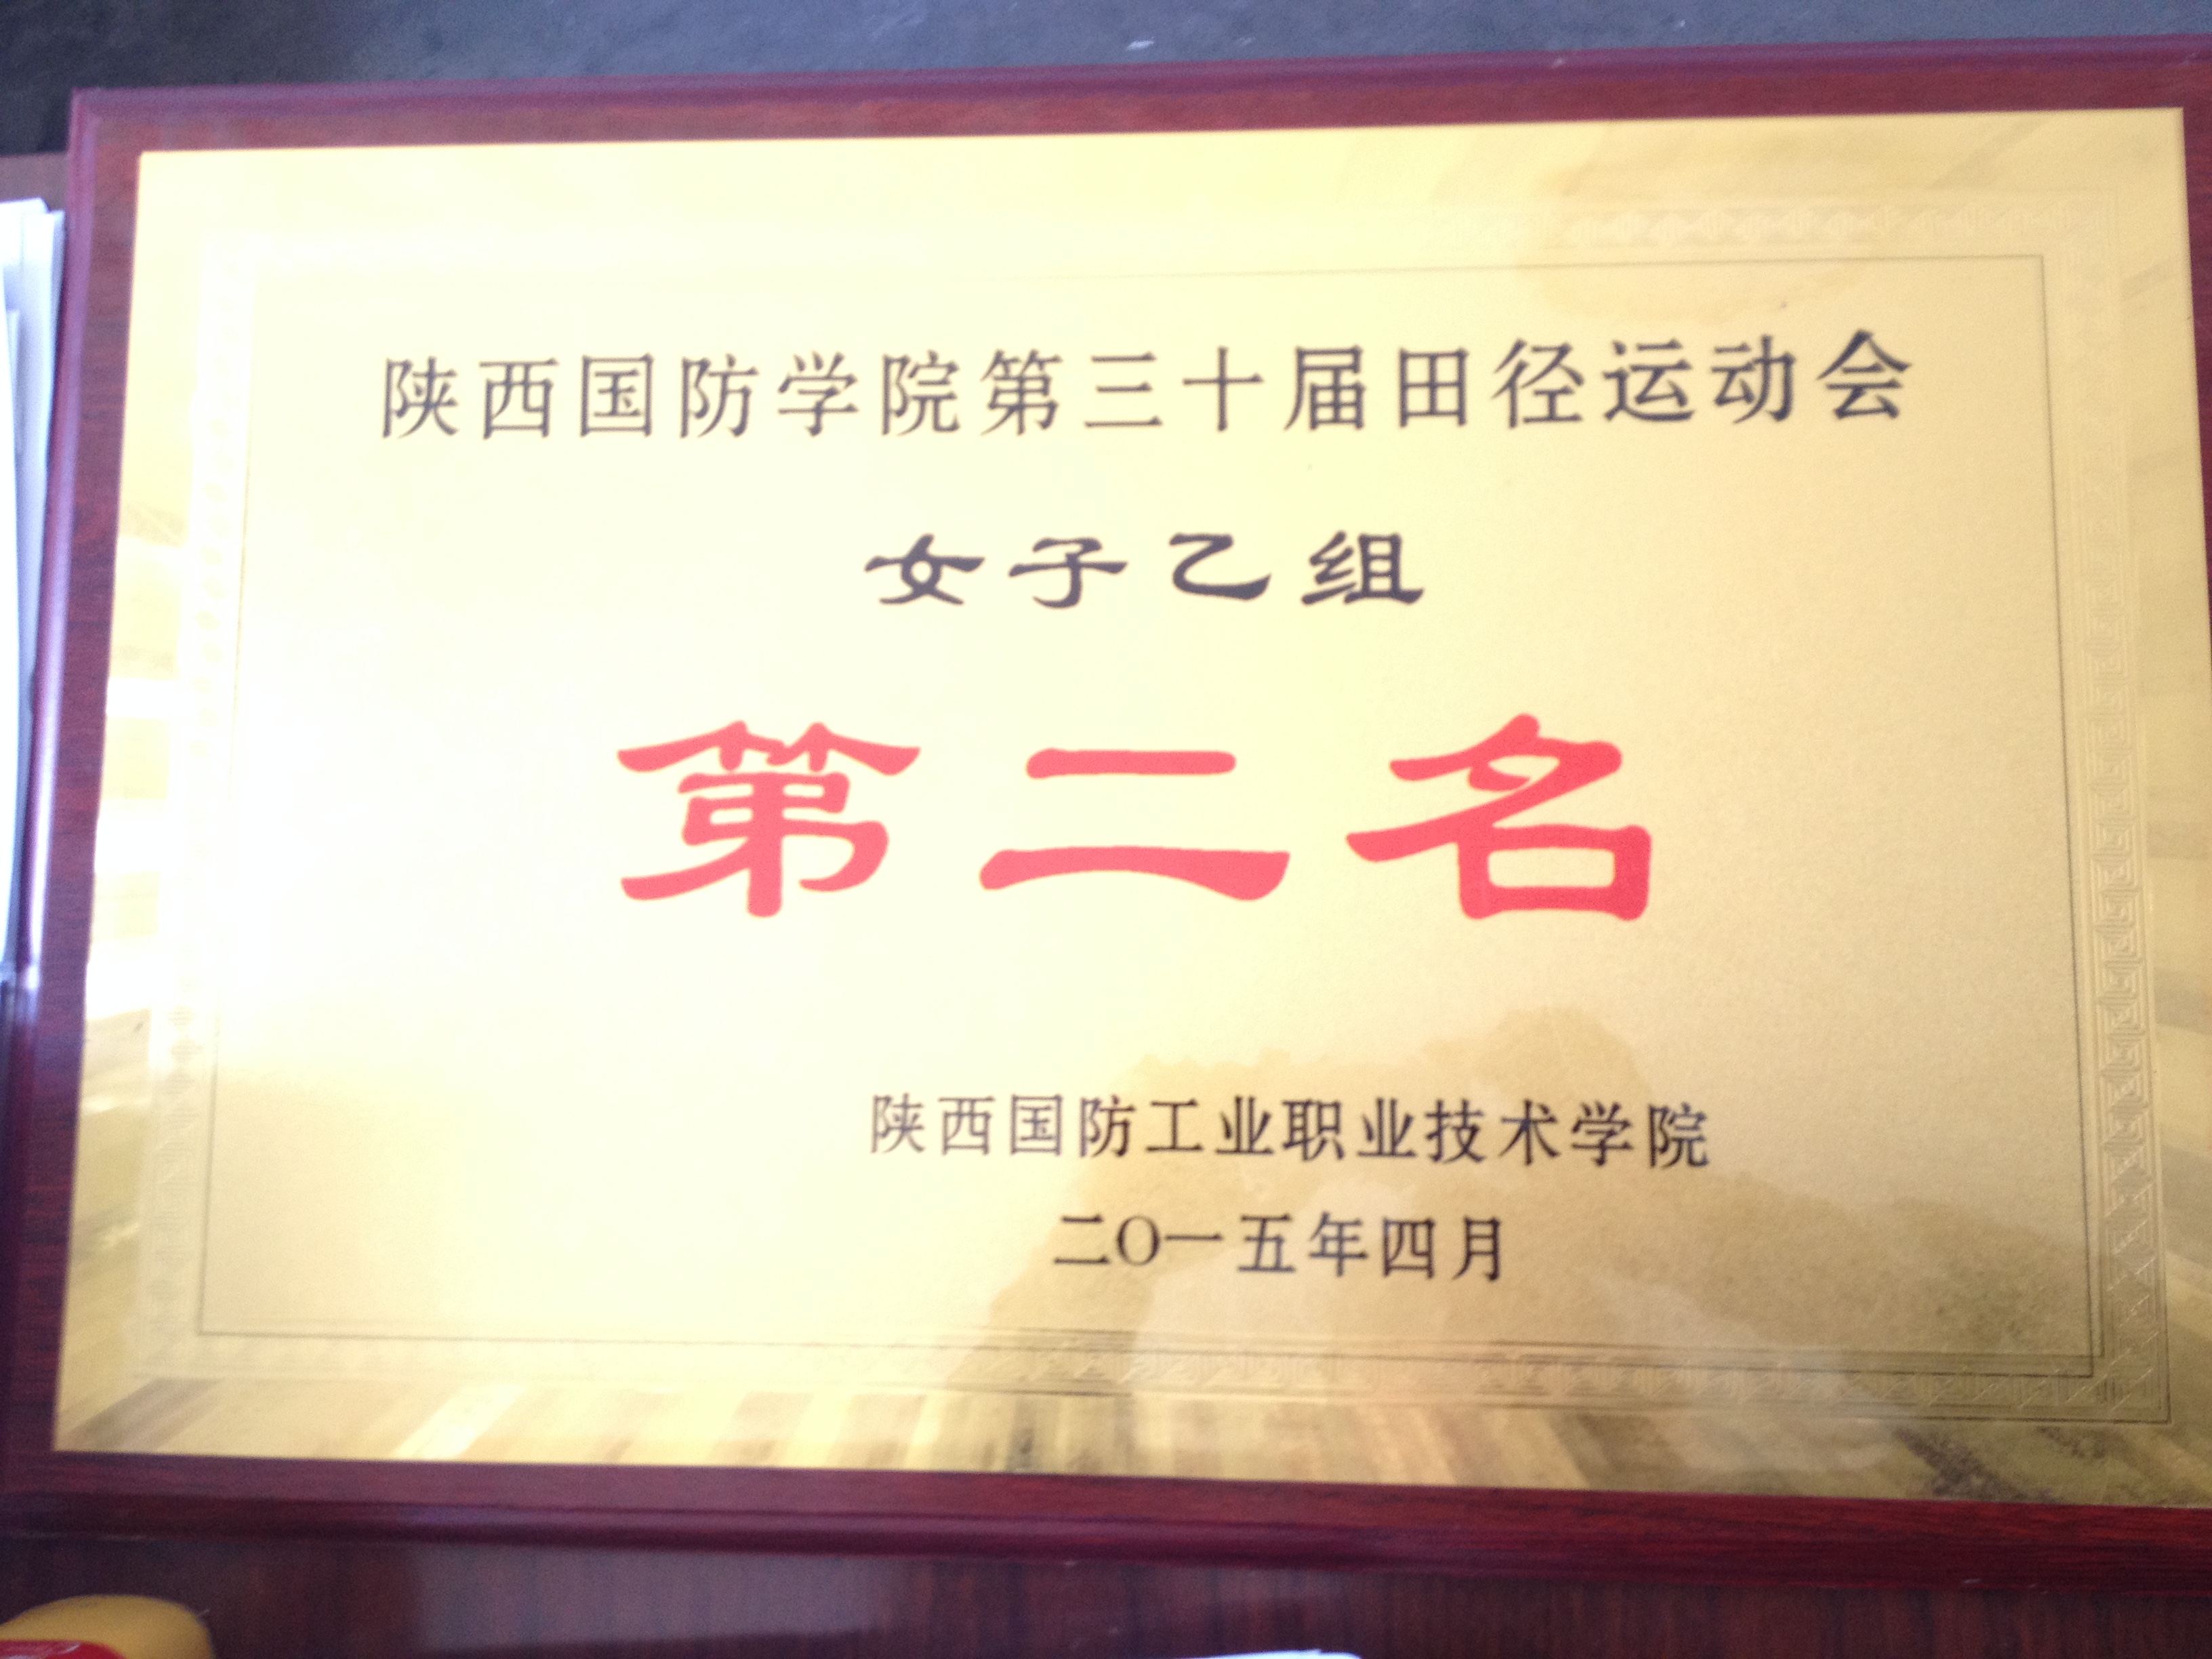 陕西国防学院第三十届田径运动会
女子乙组
第二名
陕西国防工业职业技术学院
二〇一五年四月